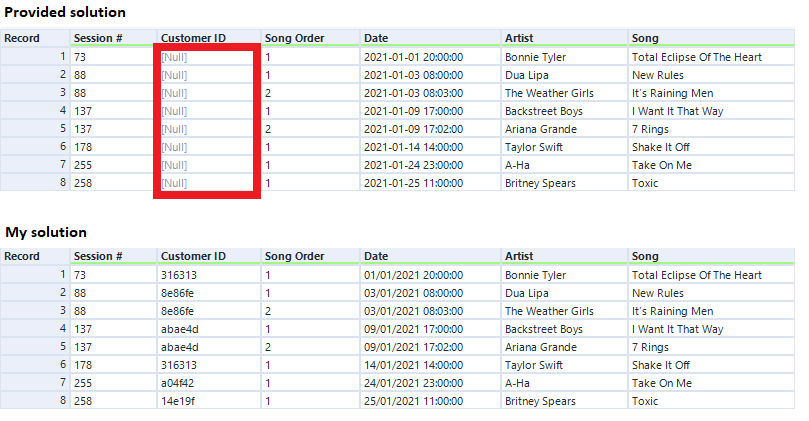 Provided solution
Record Session # Customer ID Song Order Date Artist Song
1 73 [Null] 1 2021-01-01 20:00:00 Bonnie Tyler Total Eclipse Of The Heart
2 88 [Null] 1 2021-01-03 08:00:00 Dua Lipa New Rules
3 88 [Null] 2 2021-01-03 08:03:00 The Weather Girls It's Raining Men
4 137 [Null] 1 2021-01-09 17:00:00 Backstreet Boys I Want It That Way
5 137 [Null] 2 2021-01-09 17:02:00 Ariana Grande 7 Rings
6 178 [Null] 1 2021-01-14 14:00:00 Taylor Swift Shake It Off
7 255 [Null] 1 2021-01-24 23:00:00 A-Ha Take On Me
8 258 [Null] 1 2021-01-25 11:00:00 Britney Spears Toxic
My solution
Record Session # Customer ID Song Order Date Artist Song
1 73 316313 1 01/01/2021 20:00:00 Bonnie Tyler Total Eclipse Of The Heart
2 88 8e86fe 1 03/01/2021 08:00:00 Dua Lipa New Rules
3 88 8e86fe 2 03/01/2021 08:03:00 The Weather Girls It's Raining Men
4 137 abae4d 1 09/01/2021 17:00:00 Backstreet Boys I Want It That Way
5 137 abae4d 2 09/01/2021 17:02:00 Ariana Grande 7 Rings
6 178 316313 1 14/01/2021 14:00:00 Taylor Swift Shake It Off
7 255 a04f42 1 24/01/2021 23:00:00 A-Ha Take On Me
8 258 14e19f 1 25/01/2021 11:00:00 Britney Spears Toxic